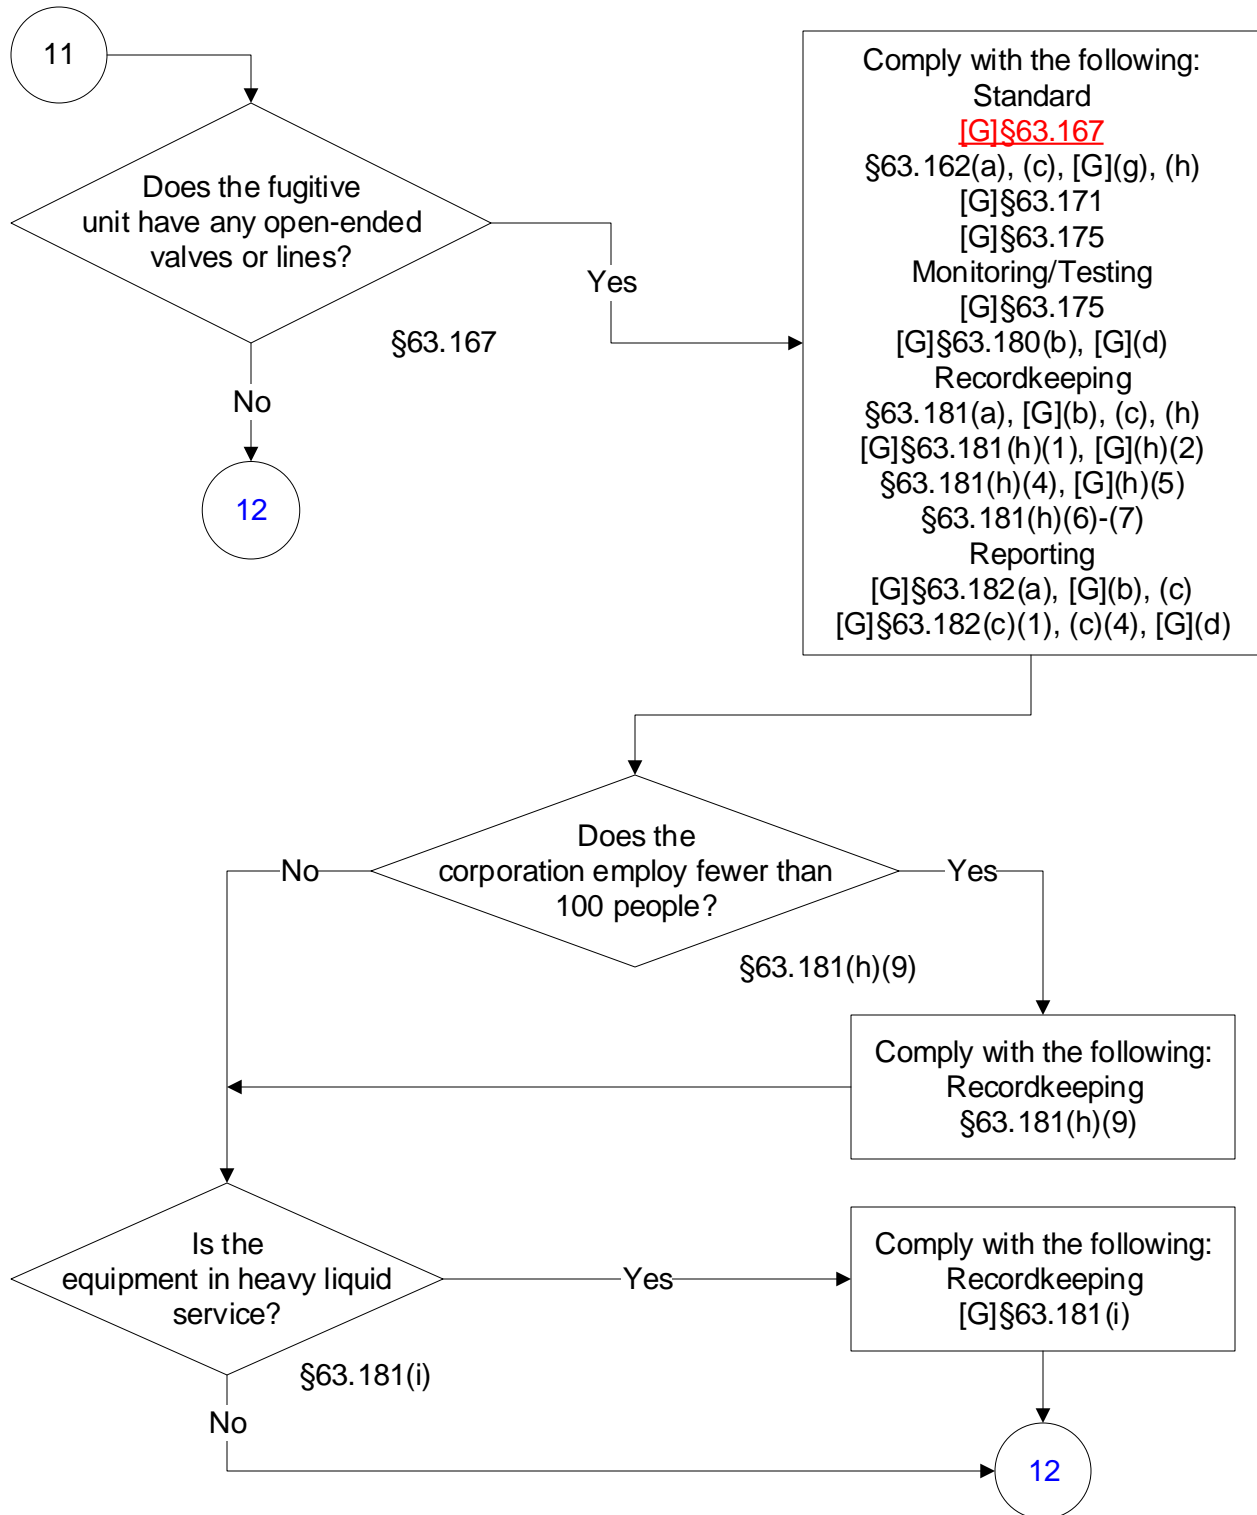 11
Does the fugitive
unit have any open-ended
valves or lines?
§63.167
Yes
No
12
Comply with the following:
Standard
[G]§63.167
§63.162(a), (c), [G](g), (h)
[G]§63.171
[G]§63.175
Monitoring/Testing
[G]§63.175
[G]§63.180(b), [G](d)
Recordkeeping
§63.181(a), [G](b), (c), (h)
[G]§63.181(h)(1), [G](h)(2)
§63.181(h)(4), [G](h)(5)
§63.181(h)(6)-(7)
Reporting
[G]§63.182(a), [G](b), (c)
[G]§63.182(c)(1), (c)(4), [G](d)
Does the
corporation employ fewer than
100 people?
No
Yes
§63.181(h)(9)
Comply with the following:
Recordkeeping
§63.181(h)(9)
Is the
equipment in heavy liquid
service?
Yes
§63.181(i)
No
Comply with the following:
Recordkeeping
[G]§63.181(i)
12